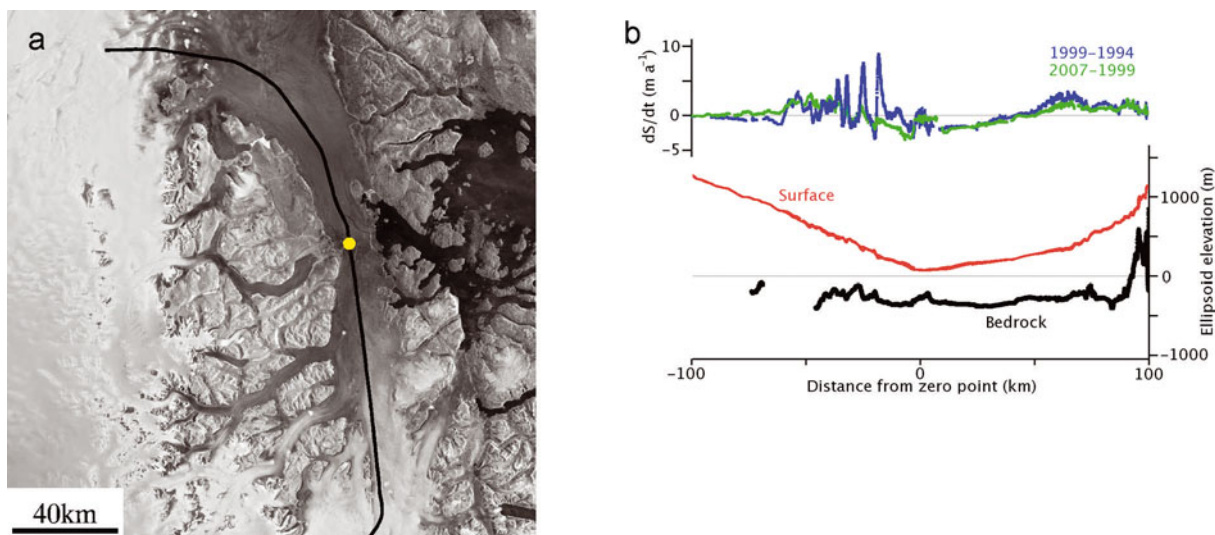 a
40km
b
10
5
0
-5
dS/dt (m a⁻¹)
1999–1994
2007–1999
Surface
Bedrock
1000
0
-1000
Ellipsoid elevation (m)
-100
0
100
Distance from zero point (km)